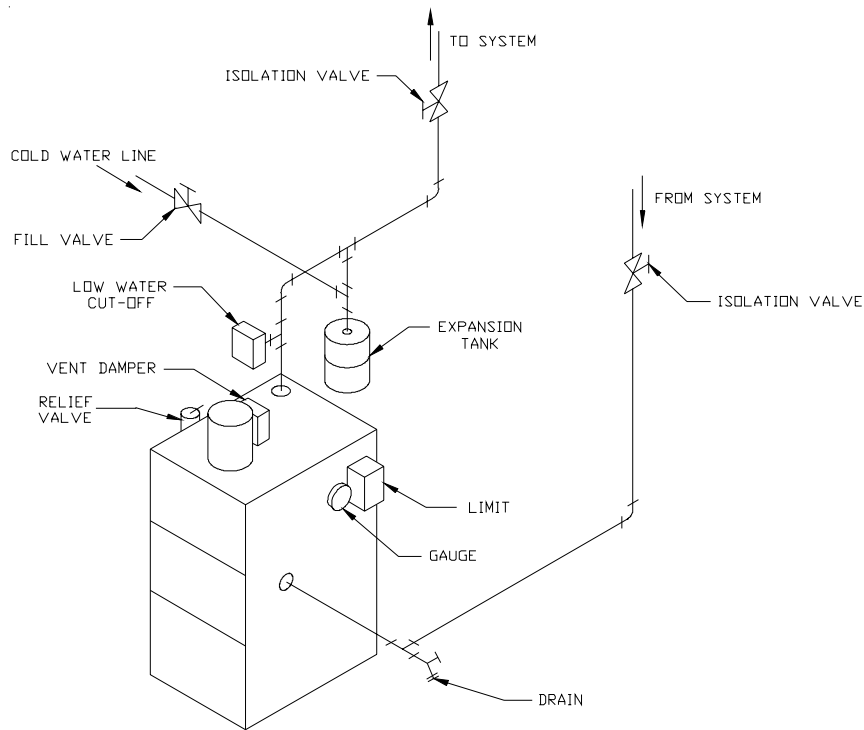 TO SYSTEM
ISOLATION VALVE
COLD WATER LINE
FROM SYSTEM
FILL VALVE
LOW WATER
CUT-OFF
ISOLATION VALVE
EXPANSION
TANK
VENT DAMPER
RELIEF
VALVE
LIMIT
GAUGE
DRAIN